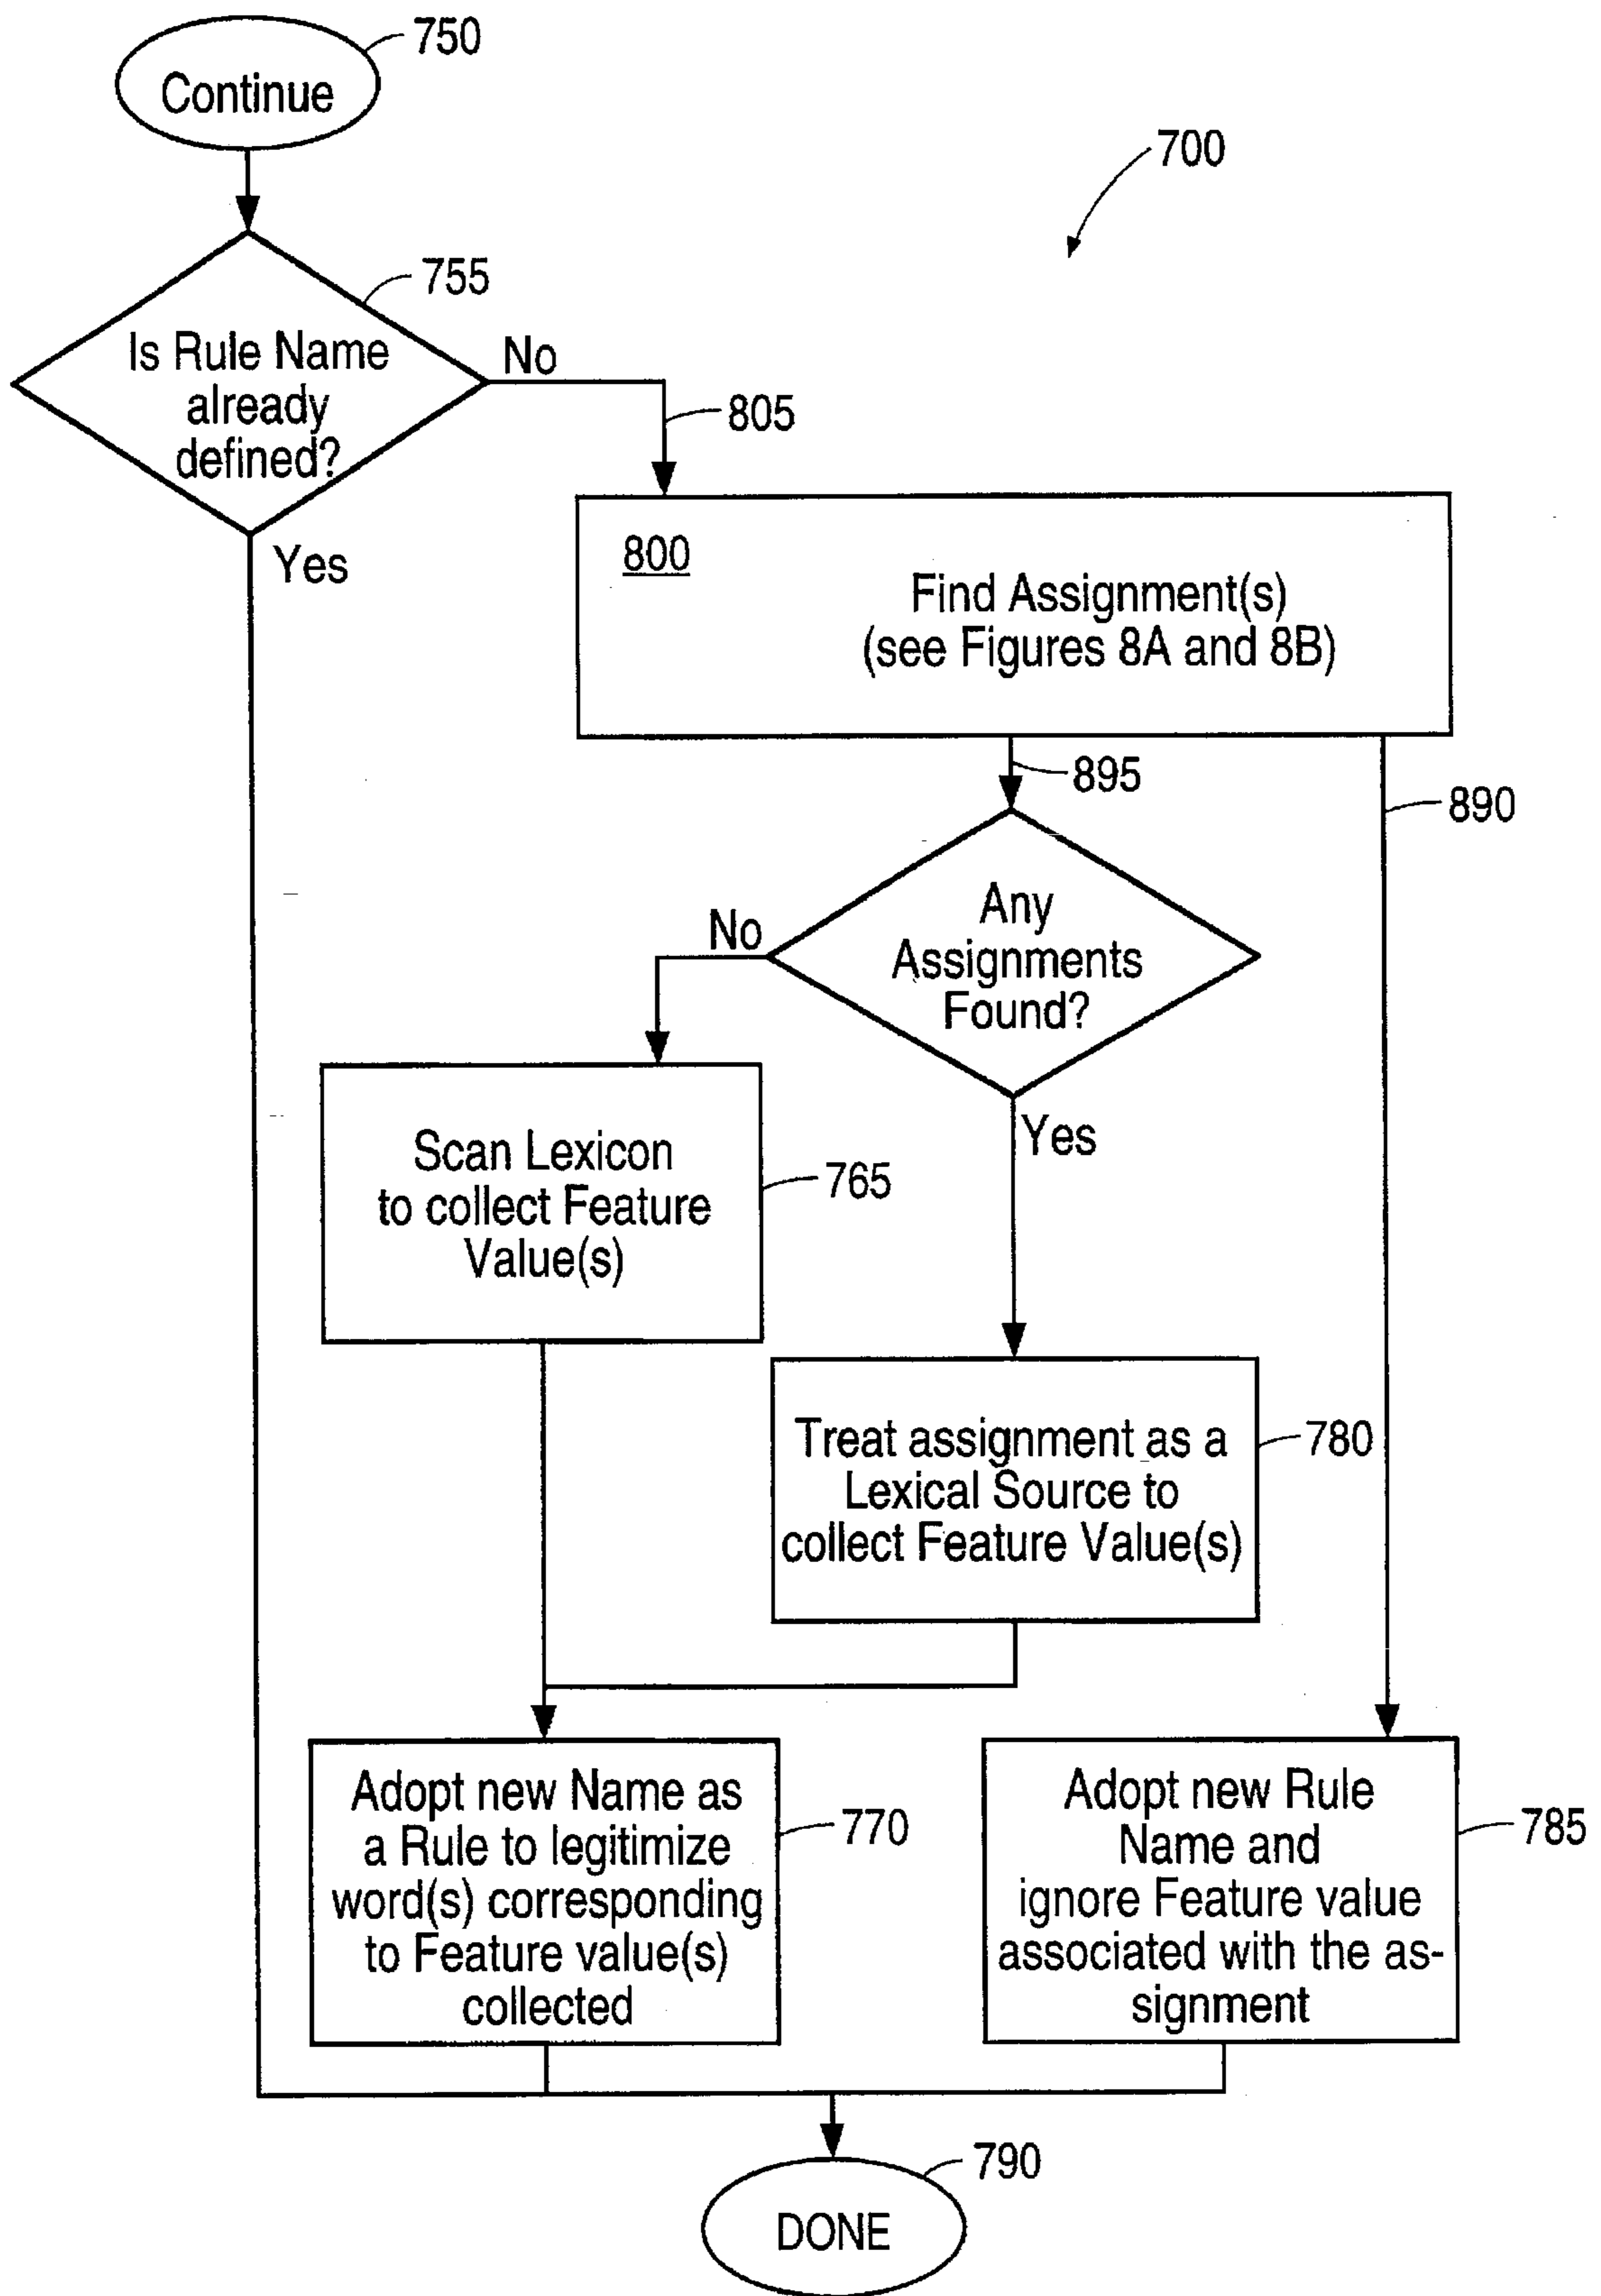 750
Continue
700
755
Is Rule Name
already
defined?
No
805
Yes
800
Find Assignment(s)
(see Figures 8A and 8B)
895
890
Any
Assignments
Found?
No
Yes
Scan Lexicon
to collect Feature
Value(s)
765
Treat assignment as a
Lexical Source to
collect Feature Value(s)
780
Adopt new Name as
a Rule to legitimize
word(s) corresponding
to Feature value(s)
collected
770
Adopt new Rule
Name and
ignore Feature value
associated with the as-
signment
785
790
DONE